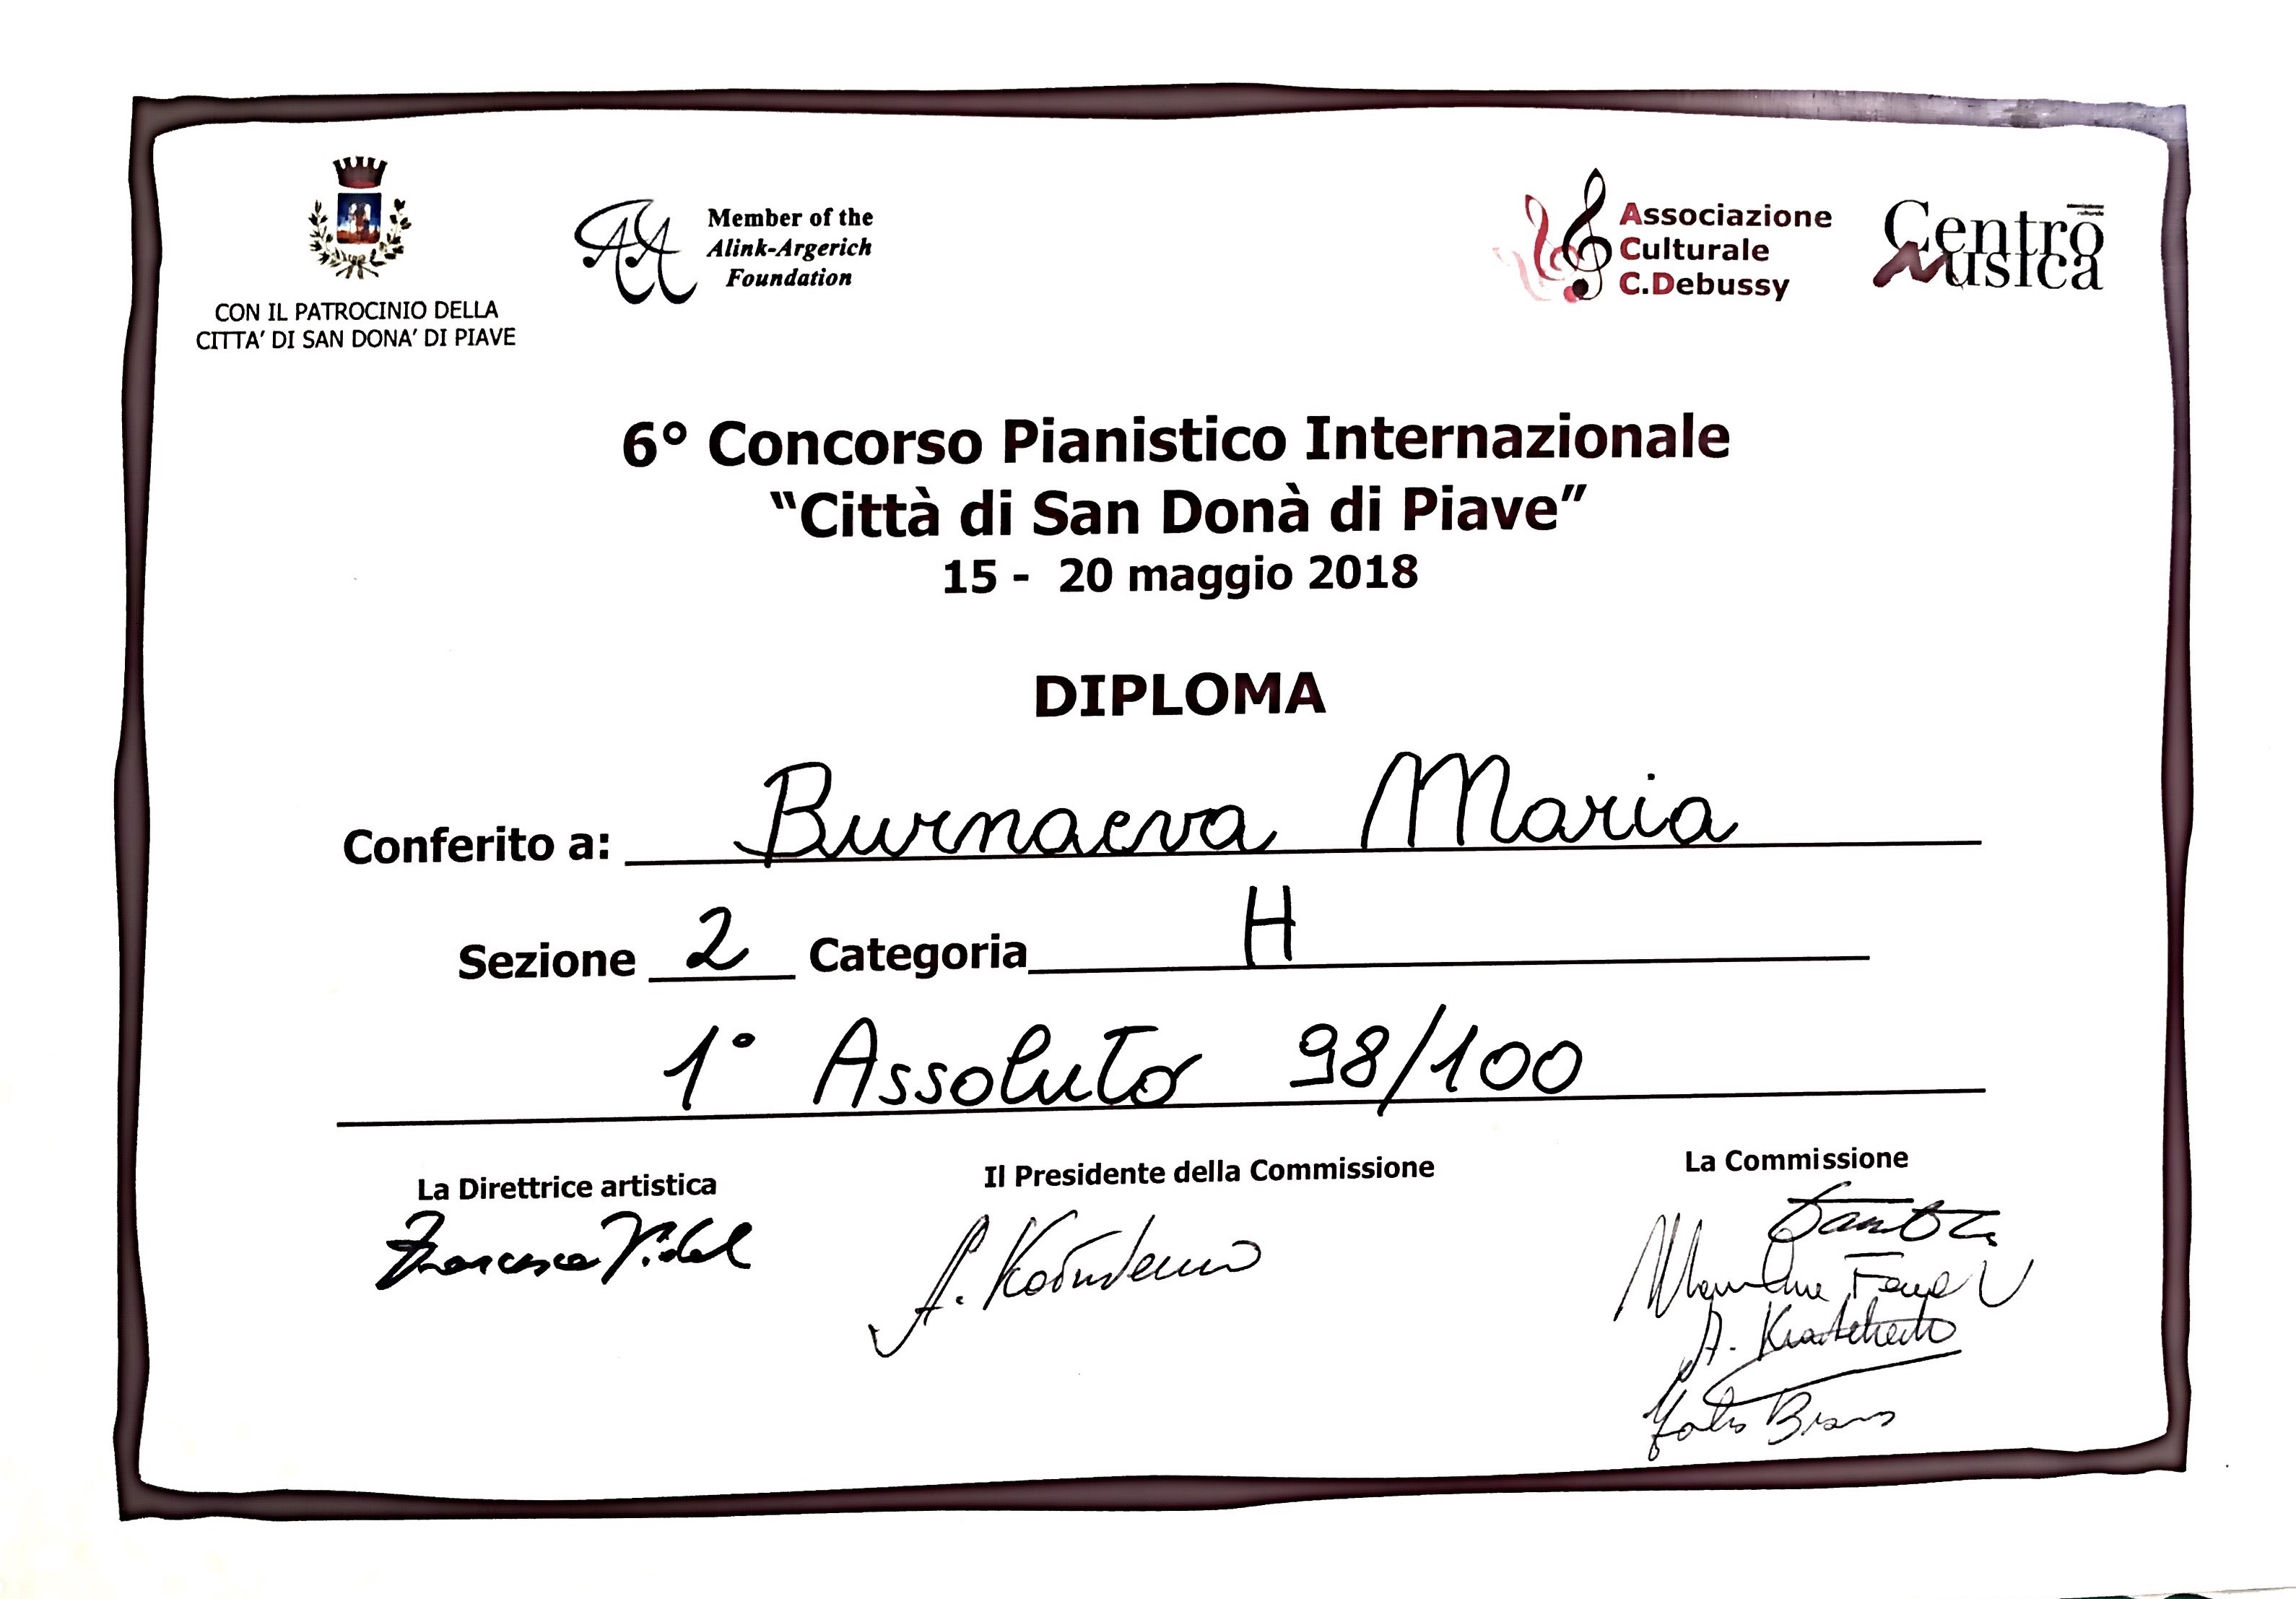 CON IL PATROCINIO DELLA
CITTA' DI SAN DONA' DI PIAVE
Member of the
Alink-Argerich
Foundation
Associazione
Culturale
C.Debussy
Centro
Musica
6° Concorso Pianistico Internazionale
“Città di San Donà di Piave”
15 - 20 maggio 2018
DIPLOMA
Conferito a: Burnaeva Maria
Sezione 2 Categoria H
1° Assoluto 98/100
La Direttrice artistica
Il Presidente della Commissione
La Commissione
Francesca Vidal